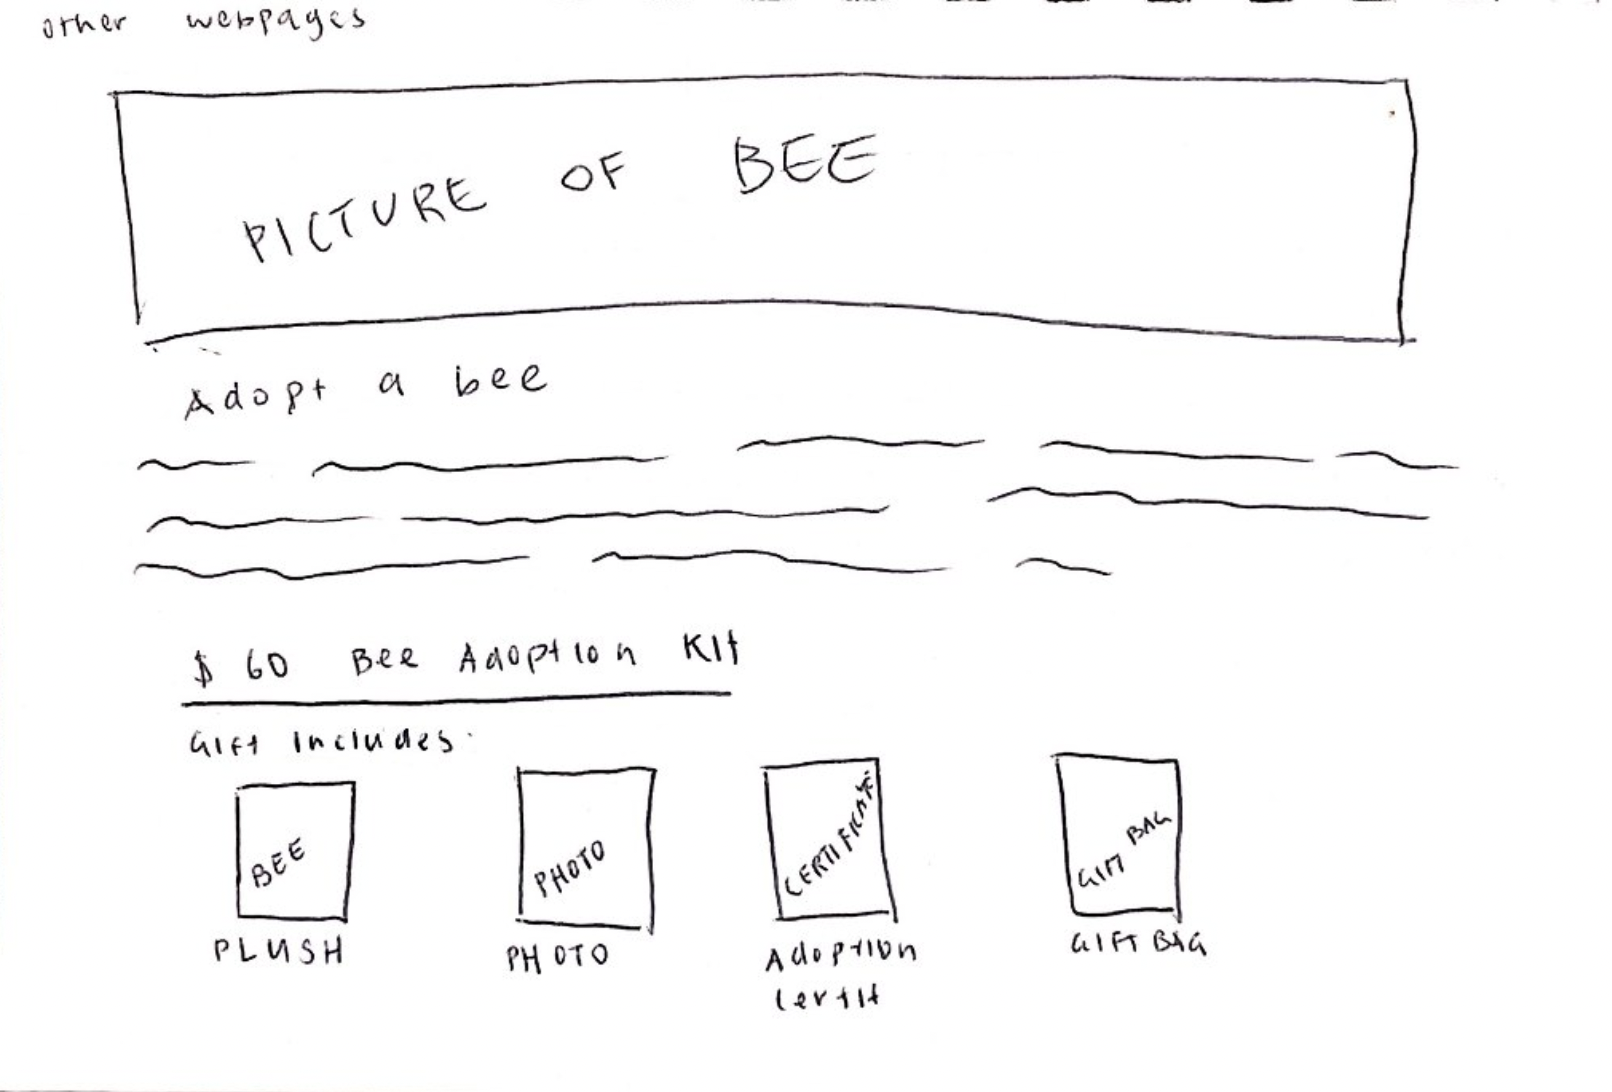 other webpages
PICTURE OF BEE
Adopt a bee
$ 60 Bee Adoption Kit
Gift Includes:
BEE
PHOTO
CERTIFICATE
GIFT BAG
PLUSH
PHOTO
Adoption
Certif
GIFT BAG